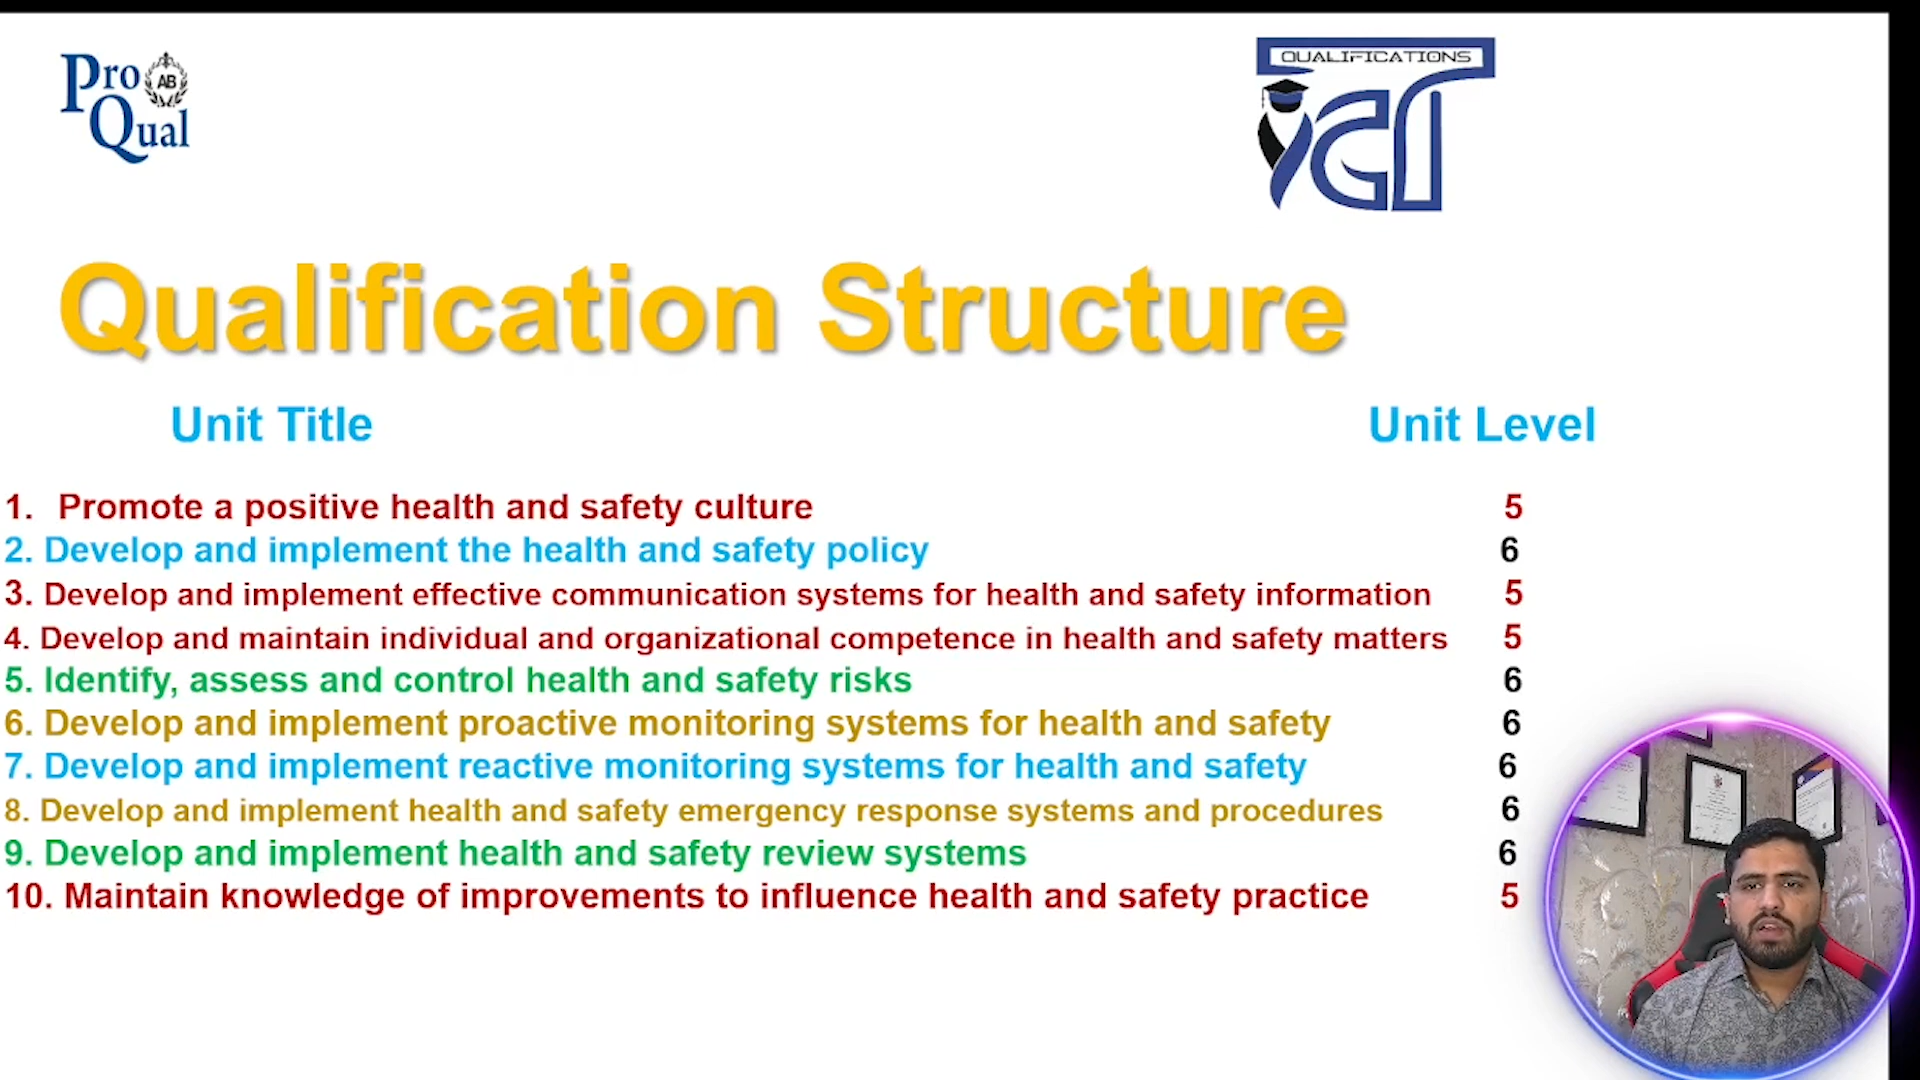 Pro AB
Qual
QUALIFICATIONS
ICT
Qualification Structure
Unit Title Unit Level
1. Promote a positive health and safety culture 5
2. Develop and implement the health and safety policy 6
3. Develop and implement effective communication systems for health and safety information 5
4. Develop and maintain individual and organizational competence in health and safety matters 5
5. Identify, assess and control health and safety risks 6
6. Develop and implement proactive monitoring systems for health and safety 6
7. Develop and implement reactive monitoring systems for health and safety 6
8. Develop and implement health and safety emergency response systems and procedures 6
9. Develop and implement health and safety review systems 6
10. Maintain knowledge of improvements to influence health and safety practice 5